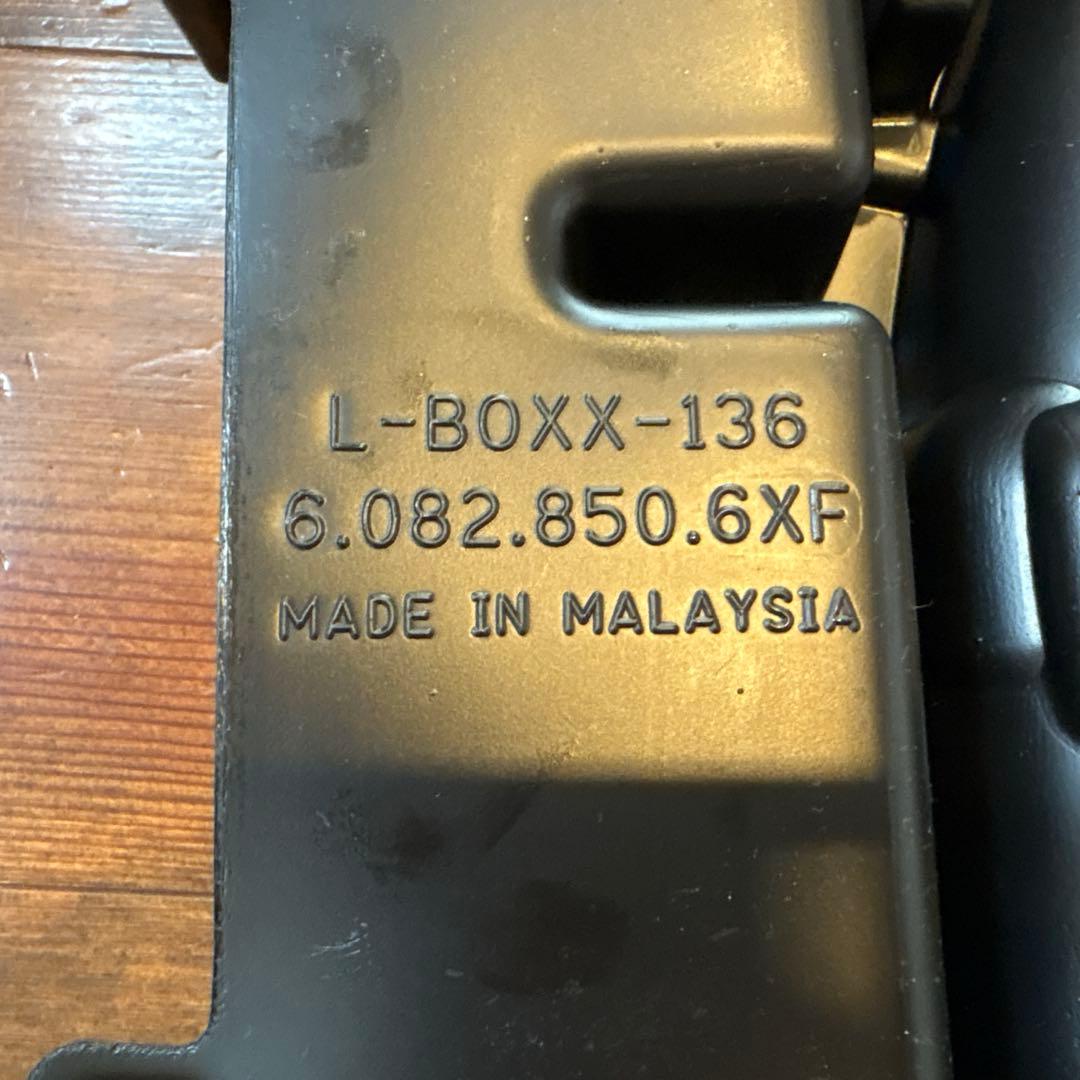 L-BOXX-136
6.082.850.6XF
MADE IN MALAYSIA